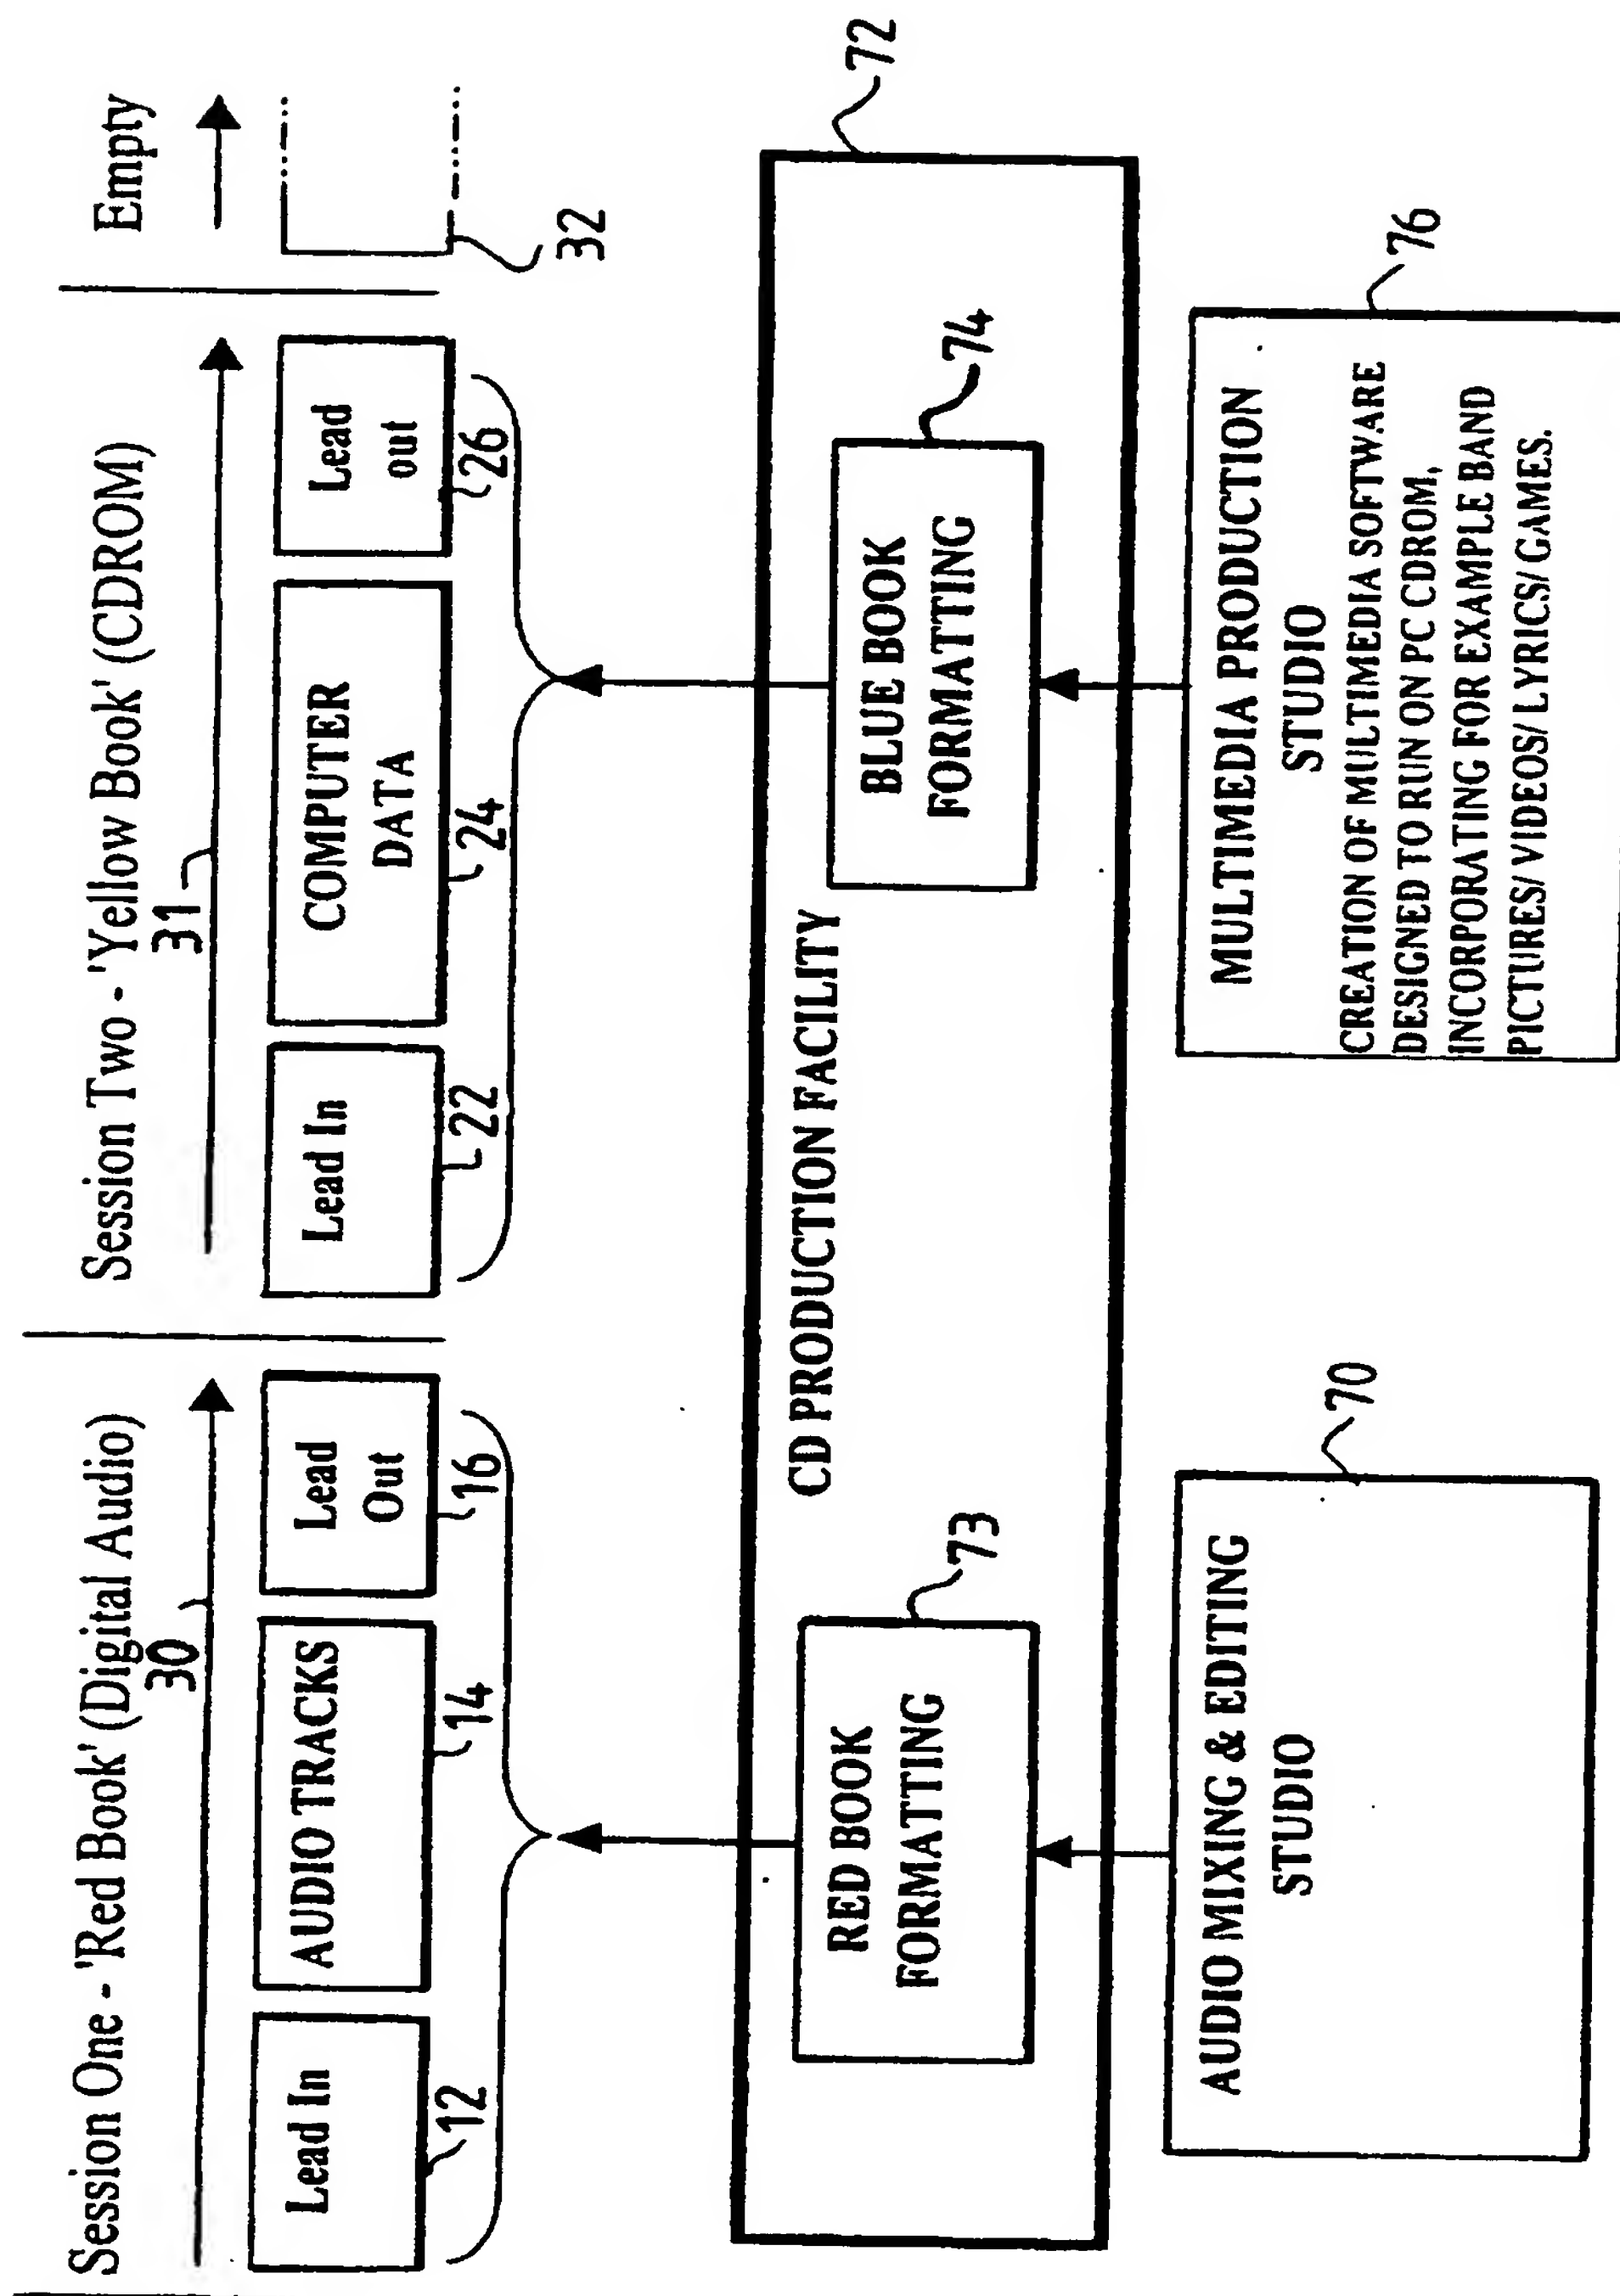 Session One - 'Red Book' (Digital Audio)
30
Lead In
12
AUDIO TRACKS
14
Lead
Out
16
Session Two - 'Yellow Book' (CDROM)
31
Lead In
22
COMPUTER
DATA
24
Lead
out
26
Empty
32
CD PRODUCTION FACILITY
72
RED BOOK
FORMATTING
73
BLUE BOOK
FORMATTING
74
AUDIO MIXING & EDITING
STUDIO
70
MULTIMEDIA PRODUCTION
STUDIO
CREATION OF MULTIMEDIA SOFTWARE
DESIGNED TO RUN ON PC CDROM,
INCORPORATING FOR EXAMPLE BAND
PICTURES/ VIDEOS/ LYRICS/ GAMES.
76